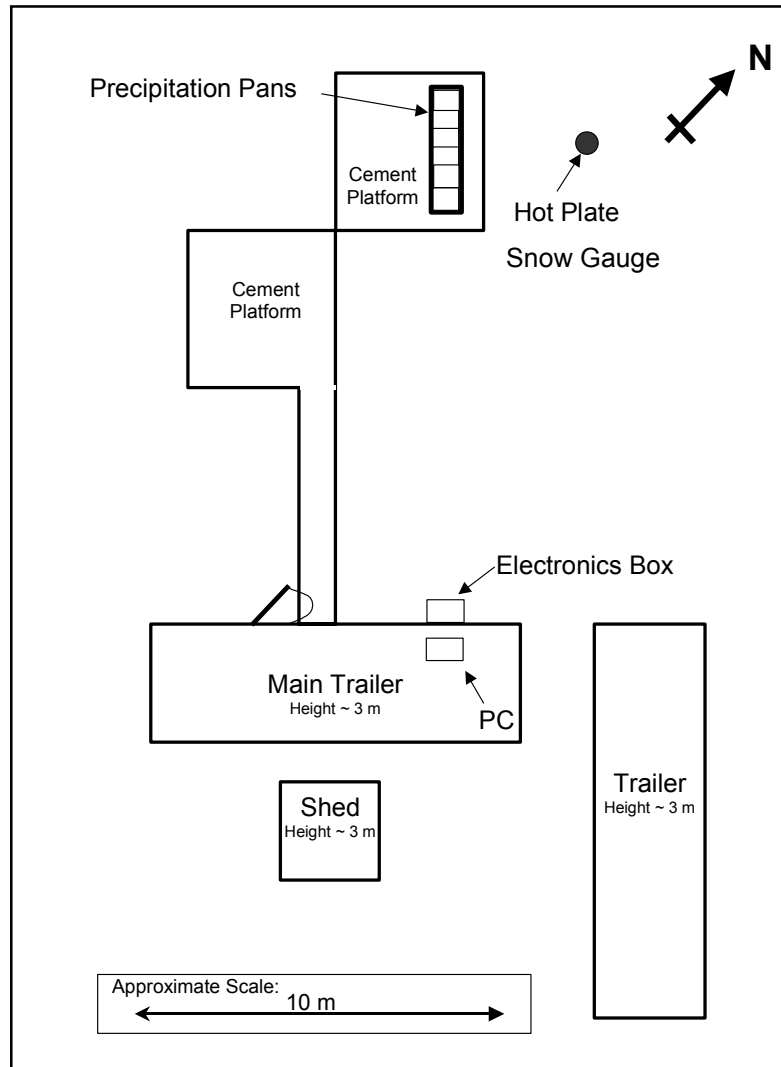 N
Precipitation Pans
Cement
Platform
Hot Plate
Snow Gauge
Cement
Platform
Electronics Box
Main Trailer
Height ~ 3 m
PC
Trailer
Height ~ 3 m
Shed
Height ~ 3 m
Approximate Scale:
10 m